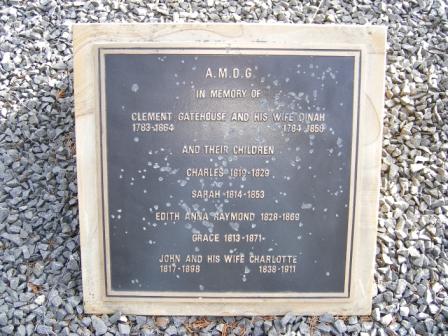 A.M.D.G
IN MEMORY OF
CLEMENT GATEHOUSE AND HIS WIFE DINAH
1783-1864 1784-1859
AND THEIR CHILDREN
CHARLES 1819-1829
SARAH 1814-1853
EDITH ANNA RAYMOND 1828-1869
GRACE 1813-1871
JOHN AND HIS WIFE CHARLOTTE
1817-1898 1838-1911